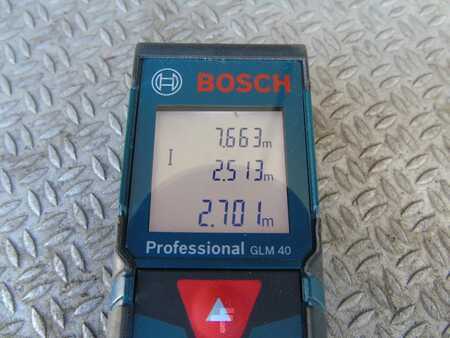 BOSCH
7.663m
I
2.513m
2.701m
Professional GLM 40